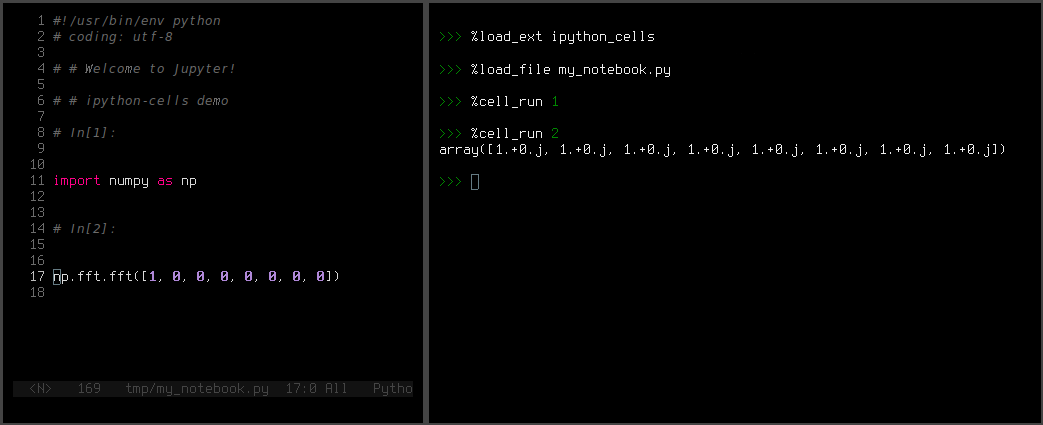 1 #!/usr/bin/env python
2 # coding: utf-8
3
4 # # Welcome to Jupyter!
5
6 # # ipython-cells demo
7
8 # In[1]:
9
10
11 import numpy as np
12
13
14 # In[2]:
15
16
17 np.fft.fft([1, 0, 0, 0, 0, 0, 0, 0])
18
<N> 169 tmp/my_notebook.py 17:0 All Pytho
>>> %load_ext ipython_cells
>>> %load_file my_notebook.py
>>> %cell_run 1
>>> %cell_run 2
array([1.+0.j, 1.+0.j, 1.+0.j, 1.+0.j, 1.+0.j, 1.+0.j, 1.+0.j, 1.+0.j])
>>>